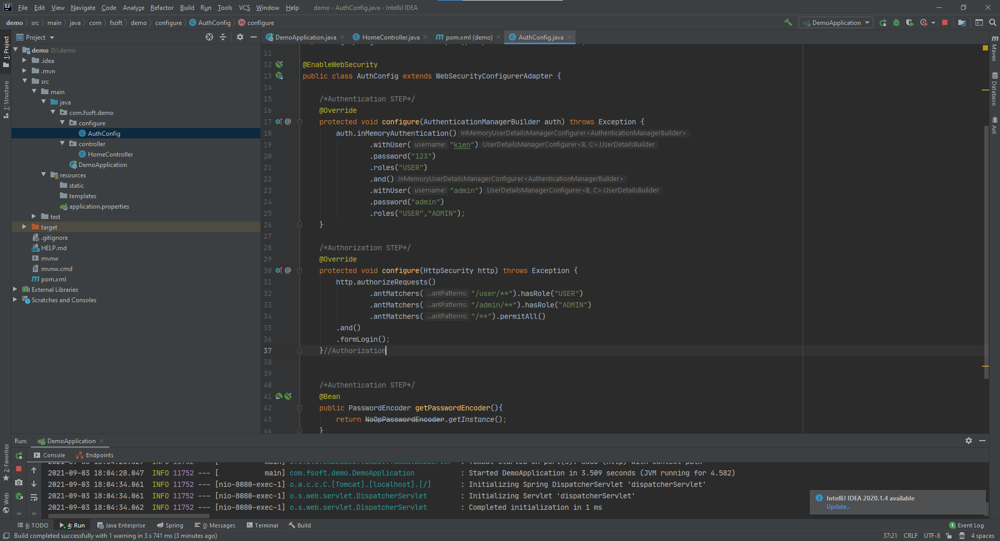 File Edit View Navigate Code Analyze Refactor Build Run Tools VCS Window Help demo - AuthConfig.java - IntelliJ IDEA
demo src main java com fsoft demo configure AuthConfig configure DemoApplication
Project
DemoApplication.java HomeController.java pom.xml (demo) AuthConfig.java
1: Project
7: Structure
2: Favorites
Web
Maven
Database
Ant
demo D:\demo
.idea
.mvn
src
main
java
com.fsoft.demo
configure
AuthConfig
controller
HomeController
DemoApplication
resources
static
templates
application.properties
test
target
.gitignore
HELP.md
mvnw
mvnw.cmd
pom.xml
External Libraries
Scratches and Consoles
11
12 @EnableWebSecurity
13 public class AuthConfig extends WebSecurityConfigurerAdapter {
14
15 /*Authentication STEP*/
16 @Override
17 protected void configure(AuthenticationManagerBuilder auth) throws Exception {
18 auth.inMemoryAuthentication() InMemoryUserDetailsManagerConfigurer<AuthenticationManagerBuilder>
19 .withUser( username: "kien") UserDetailsManagerConfigurer<B, C>.UserDetailsBuilder
20 .password("123")
21 .roles("USER")
22 .and() InMemoryUserDetailsManagerConfigurer<AuthenticationManagerBuilder>
23 .withUser( username: "admin") UserDetailsManagerConfigurer<B, C>.UserDetailsBuilder
24 .password("admin")
25 .roles("USER","ADMIN");
26 }
27
28 /*Authorization STEP*/
29 @Override
30 protected void configure(HttpSecurity http) throws Exception {
31 http.authorizeRequests()
32 .antMatchers( ...antPatterns: "/user/**").hasRole("USER")
33 .antMatchers( ...antPatterns: "/admin/**").hasRole("ADMIN")
34 .antMatchers( ...antPatterns: "/**").permitAll()
35 .and()
36 .formLogin();
37 }//Authorization
38
39
40 /*Authentication STEP*/
41 @Bean
42 public PasswordEncoder getPasswordEncoder(){
43 return NoOpPasswordEncoder.getInstance();
44 }
Run: DemoApplication
Console Endpoints
2021-09-03 18:04:28.047 INFO 11752 --- [ main] com.fsoft.demo.DemoApplication : Started DemoApplication in 3.509 seconds (JVM running for 4.582)
2021-09-03 18:04:34.061 INFO 11752 --- [nio-8080-exec-1] o.a.c.c.C.[Tomcat].[localhost].[/] : Initializing Spring DispatcherServlet 'dispatcherServlet'
2021-09-03 18:04:34.061 INFO 11752 --- [nio-8080-exec-1] o.s.web.servlet.DispatcherServlet : Initializing Servlet 'dispatcherServlet'
2021-09-03 18:04:34.062 INFO 11752 --- [nio-8080-exec-1] o.s.web.servlet.DispatcherServlet : Completed initialization in 1 ms
IntelliJ IDEA 2020.1.4 available
Update...
6: TODO 4: Run Java Enterprise Spring 0: Messages Terminal Build 1 Event Log
Build completed successfully with 1 warning in 3 s 741 ms (3 minutes ago) 37:21 CRLF UTF-8 4 spaces